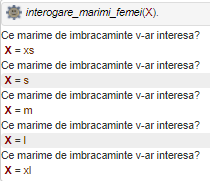 interogare_marimi_femei(X).
Ce marime de imbracaminte v-ar interesa?
X = xs
Ce marime de imbracaminte v-ar interesa?
X = s
Ce marime de imbracaminte v-ar interesa?
X = m
Ce marime de imbracaminte v-ar interesa?
X = l
Ce marime de imbracaminte v-ar interesa?
X = xl